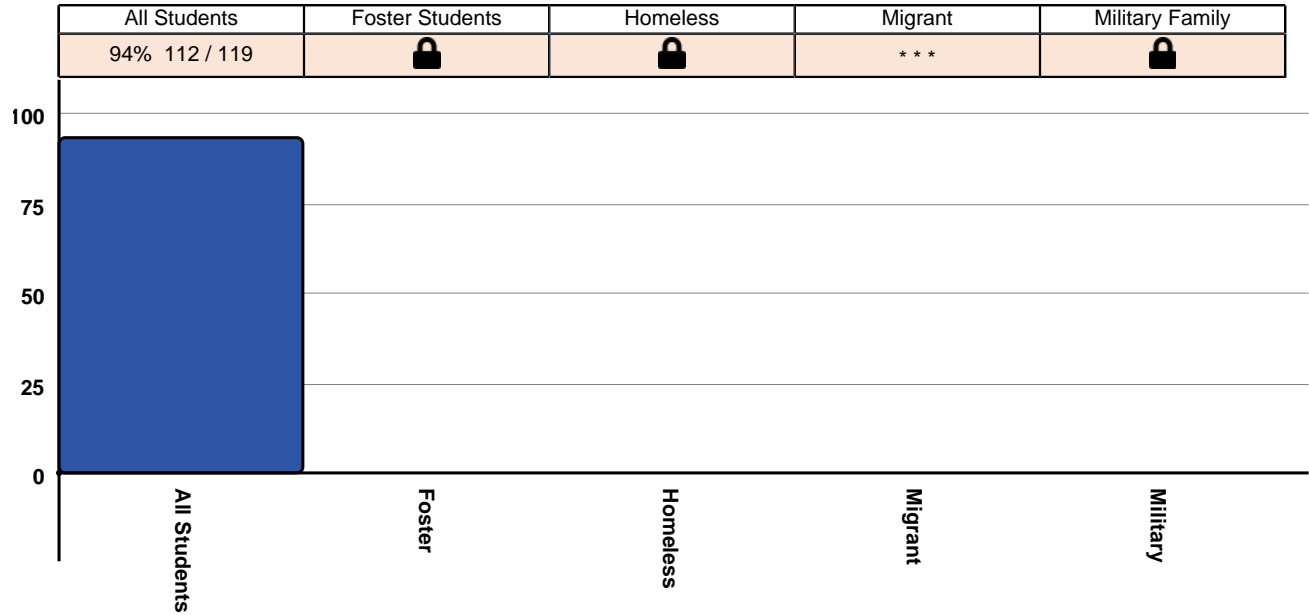 All Students Foster Students Homeless Migrant Military Family
94% 112 / 119 * * *
100
75
50
25
0
All Students Foster Homeless Migrant Military